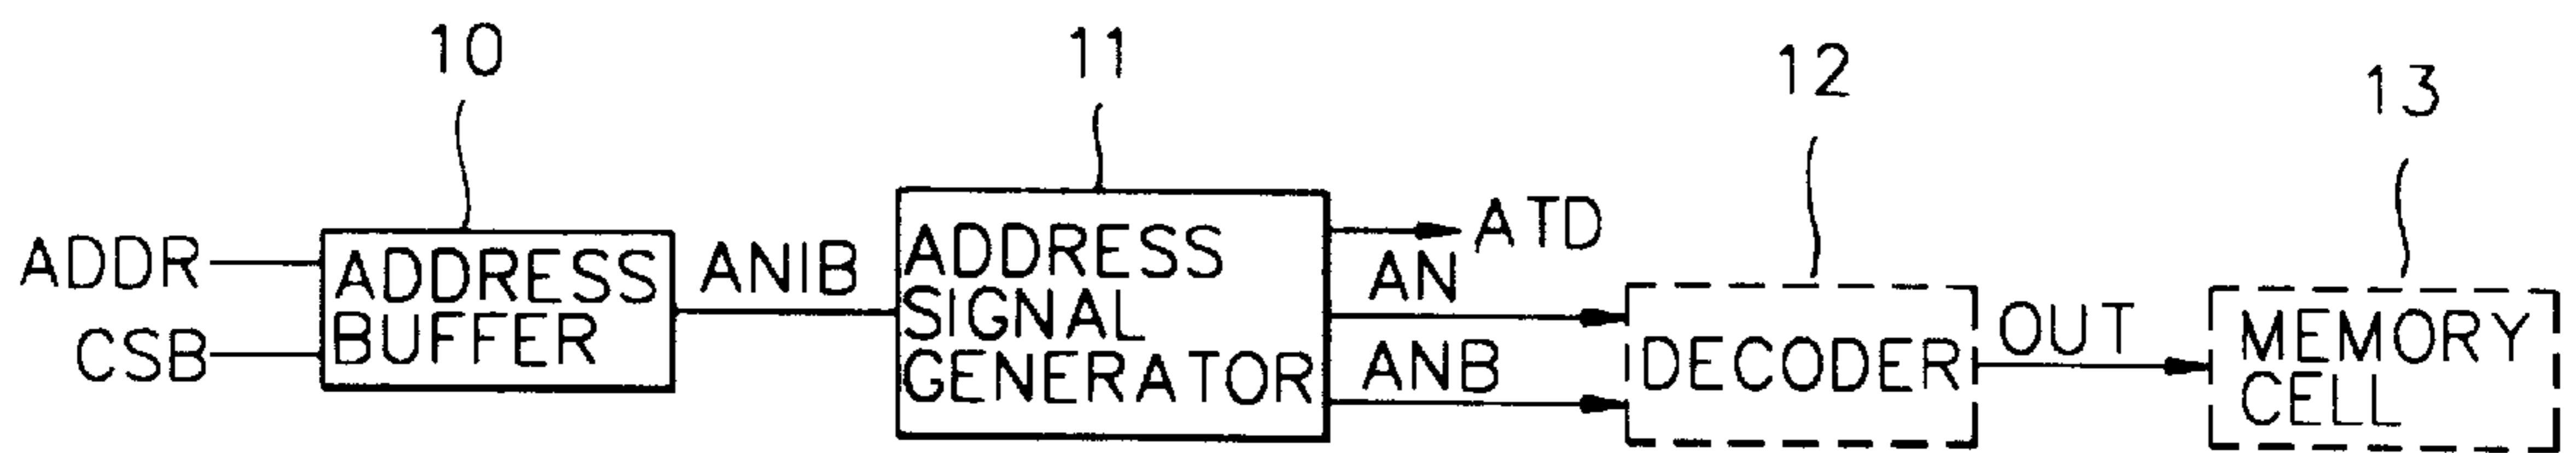 10
11
12
13
ADDR
CSB
ADDRESS
BUFFER
ANIB
ADDRESS
SIGNAL
GENERATOR
ATD
AN
ANB
DECODER
OUT
MEMORY
CELL